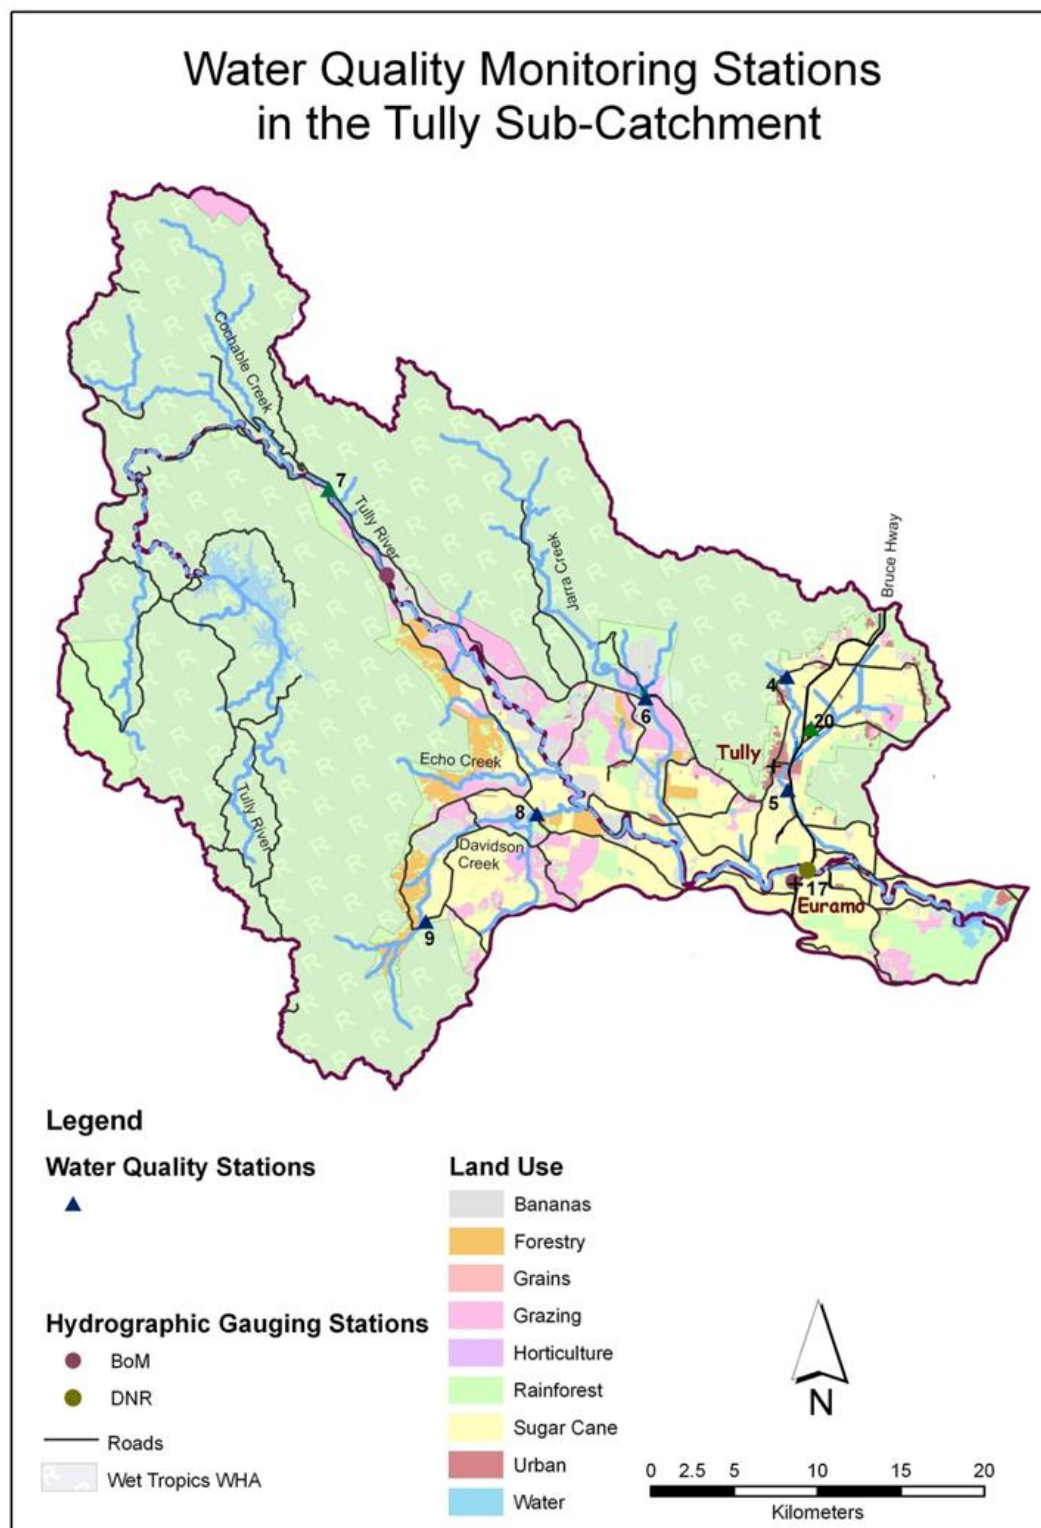 Water Quality Monitoring Stations
in the Tully Sub-Catchment
Cochable Creek
7
Tully River
Jarra Creek
Bruce Hway
4
6
20
Tully
Echo Creek
5
8
Tully River
Davidson
Creek
17
Euramo
9
Legend
Water Quality Stations
Hydrographic Gauging Stations
BoM
DNR
Roads
Wet Tropics WHA
Land Use
Bananas
Forestry
Grains
Grazing
Horticulture
Rainforest
Sugar Cane
Urban
Water
N
0 2.5 5 10 15 20
Kilometers